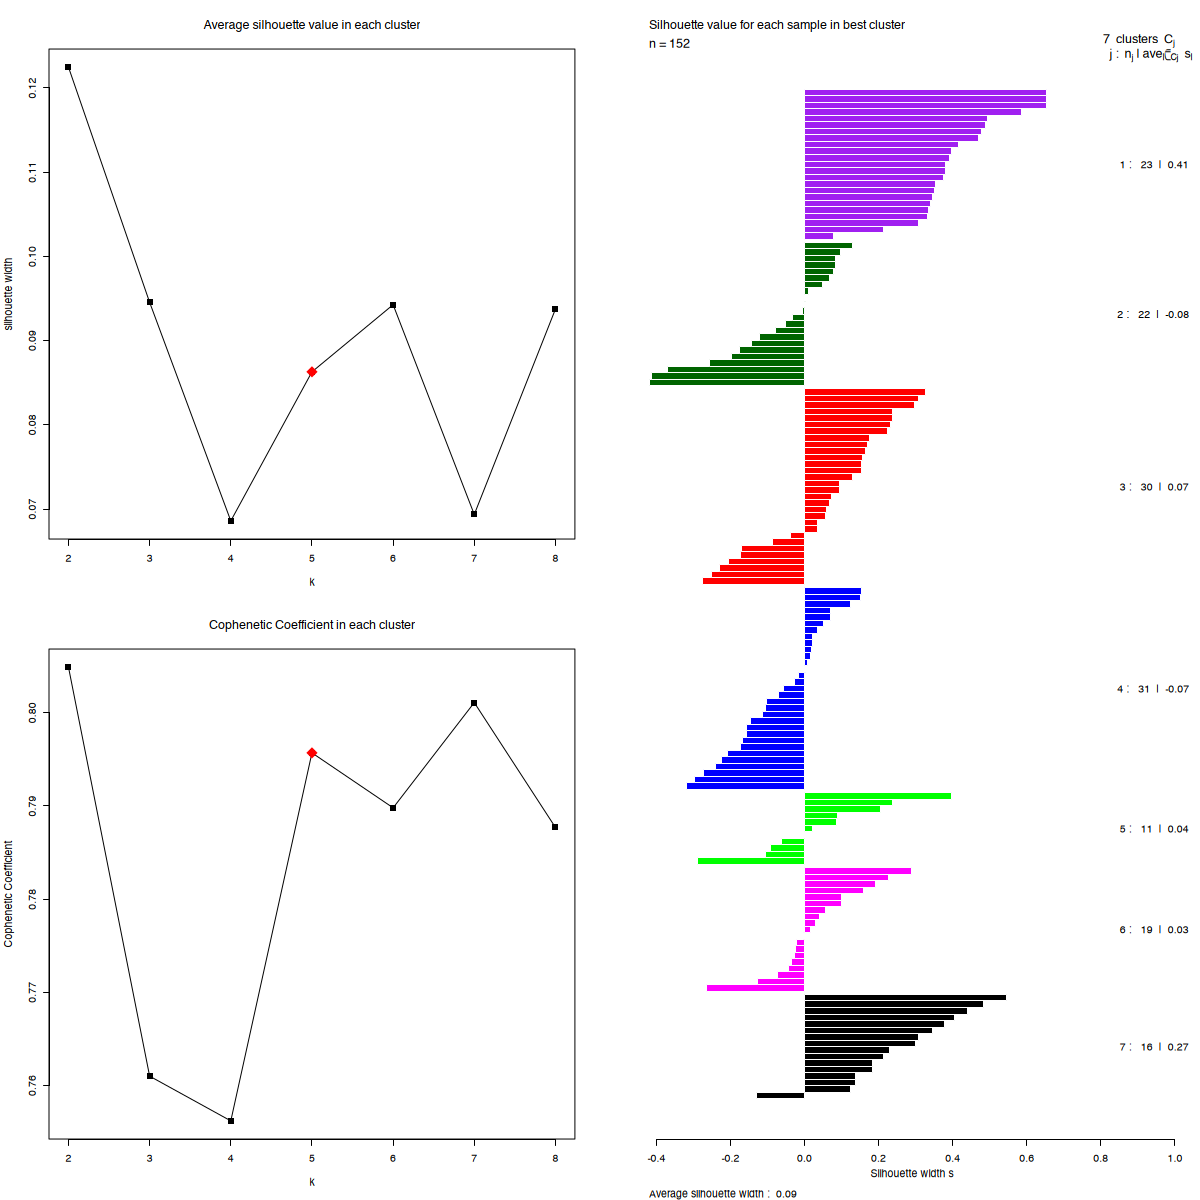 Average silhouette value in each cluster
0.12
0.11
0.10
0.09
0.08
0.07
silhouette width
2 3 4 5 6 7 8
k
Cophenetic Coefficient in each cluster
0.80
0.79
0.78
0.77
0.76
Cophenetic Coefficient
2 3 4 5 6 7 8
k
Silhouette value for each sample in best cluster
n = 152
7 clusters Cj
j : nj | avei∈Cj si
1 : 23 | 0.41
2 : 22 | -0.08
3 : 30 | 0.07
4 : 31 | -0.07
5 : 11 | 0.04
6 : 19 | 0.03
7 : 16 | 0.27
-0.4 -0.2 0.0 0.2 0.4 0.6 0.8 1.0
Silhouette width s
Average silhouette width : 0.09